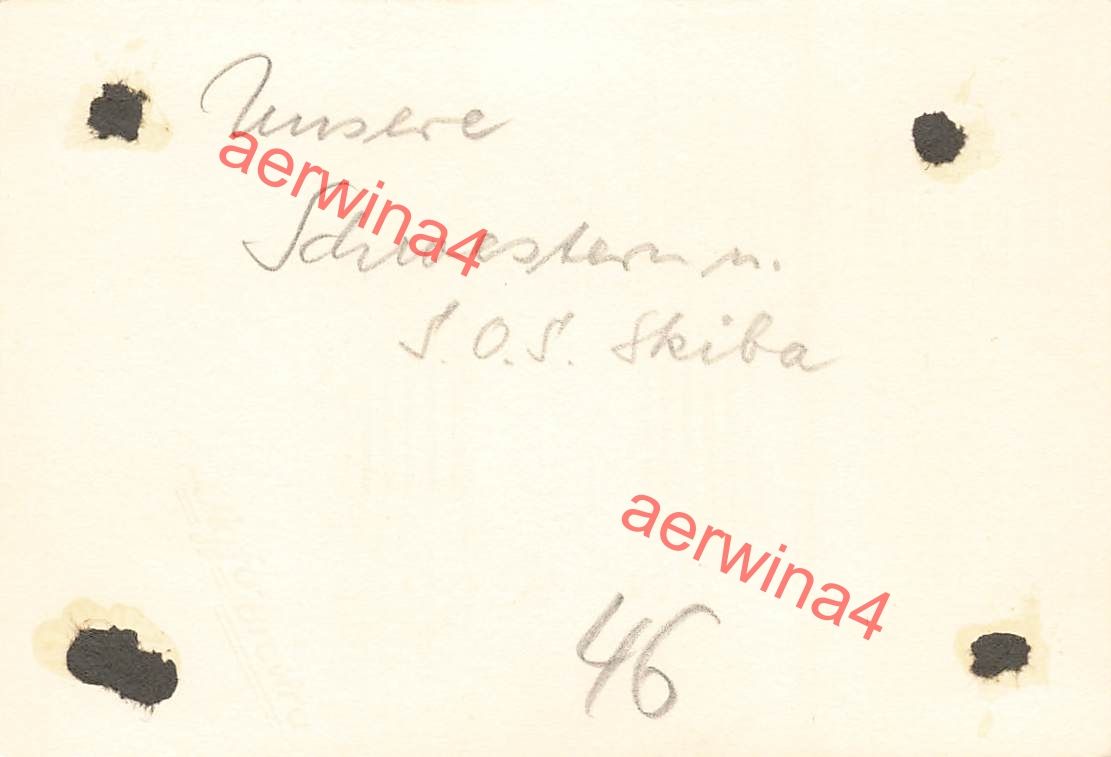 Unsere
aerwina4
Schwestern u.
S.O.S. Skiba
aerwina4
46